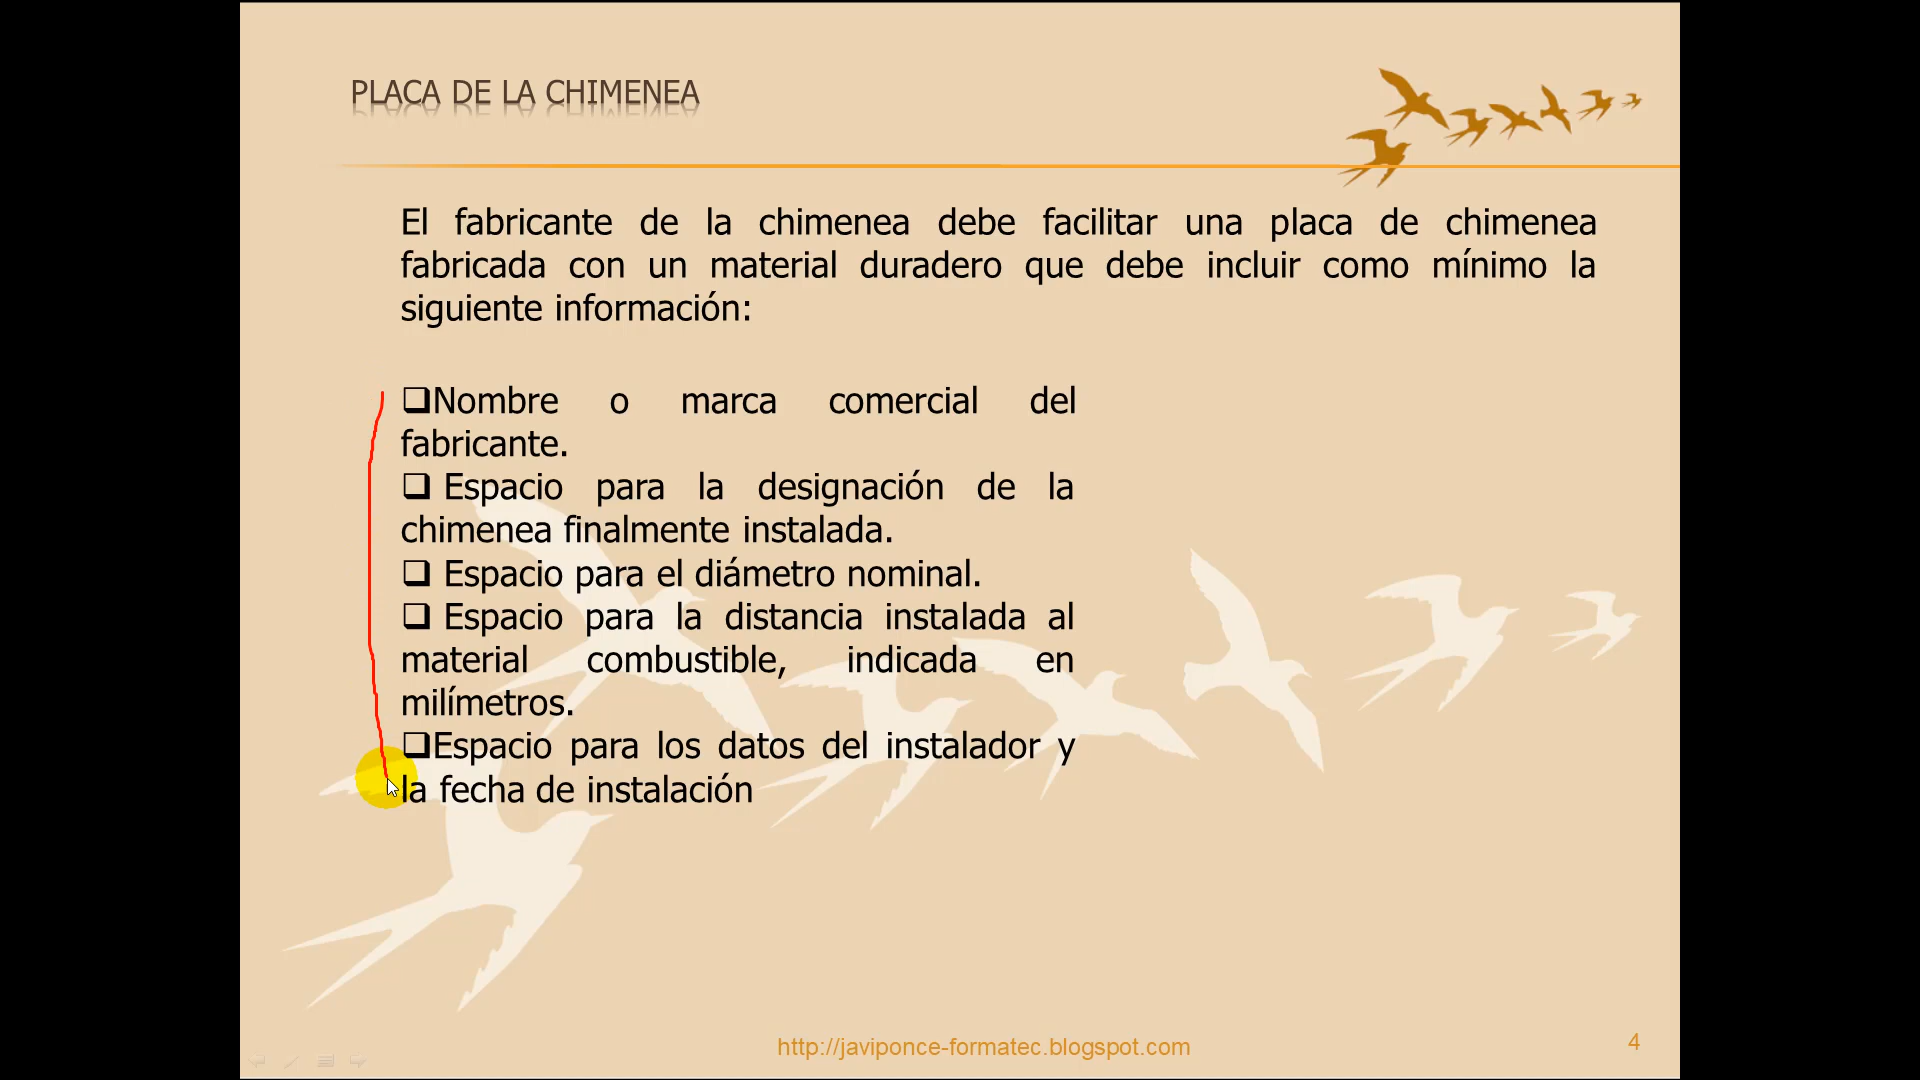 PLACA DE LA CHIMENEA
El fabricante de la chimenea debe facilitar una placa de chimenea
fabricada con un material duradero que debe incluir como mínimo la
siguiente información:
❑Nombre o marca comercial del
fabricante.
❑ Espacio para la designación de la
chimenea finalmente instalada.
❑ Espacio para el diámetro nominal.
❑ Espacio para la distancia instalada al
material combustible, indicada en
milímetros.
❑Espacio para los datos del instalador y
la fecha de instalación
http://javiponce-formatec.blogspot.com
4